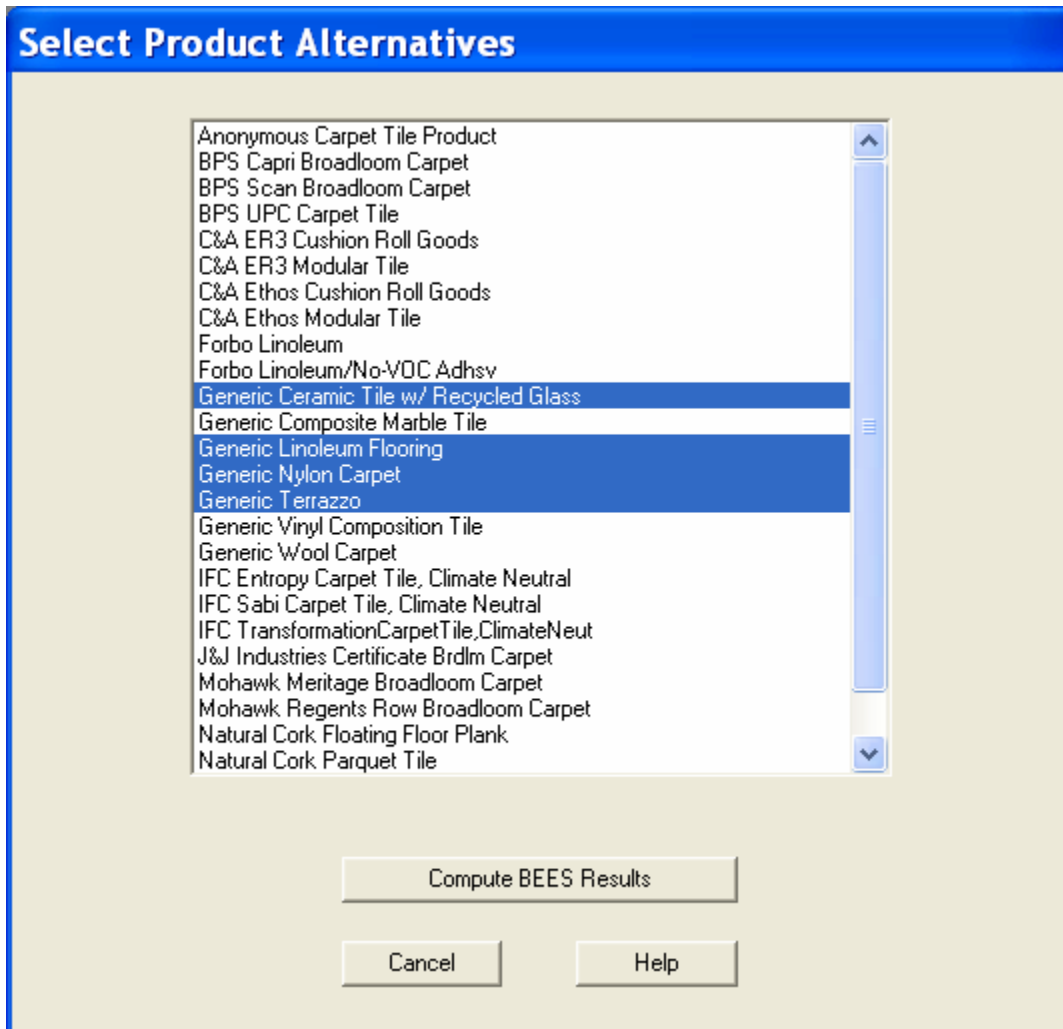 Select Product Alternatives
Anonymous Carpet Tile Product
BPS Capri Broadloom Carpet
BPS Scan Broadloom Carpet
BPS UPC Carpet Tile
C&A ER3 Cushion Roll Goods
C&A ER3 Modular Tile
C&A Ethos Cushion Roll Goods
C&A Ethos Modular Tile
Forbo Linoleum
Forbo Linoleum/No-VOC Adhsv
Generic Ceramic Tile w/ Recycled Glass
Generic Composite Marble Tile
Generic Linoleum Flooring
Generic Nylon Carpet
Generic Terrazzo
Generic Vinyl Composition Tile
Generic Wool Carpet
IFC Entropy Carpet Tile, Climate Neutral
IFC Sabi Carpet Tile, Climate Neutral
IFC TransformationCarpetTile,ClimateNeut
J&J Industries Certificate Brdlm Carpet
Mohawk Meritage Broadloom Carpet
Mohawk Regents Row Broadloom Carpet
Natural Cork Floating Floor Plank
Natural Cork Parquet Tile
Compute BEES Results
Cancel Help